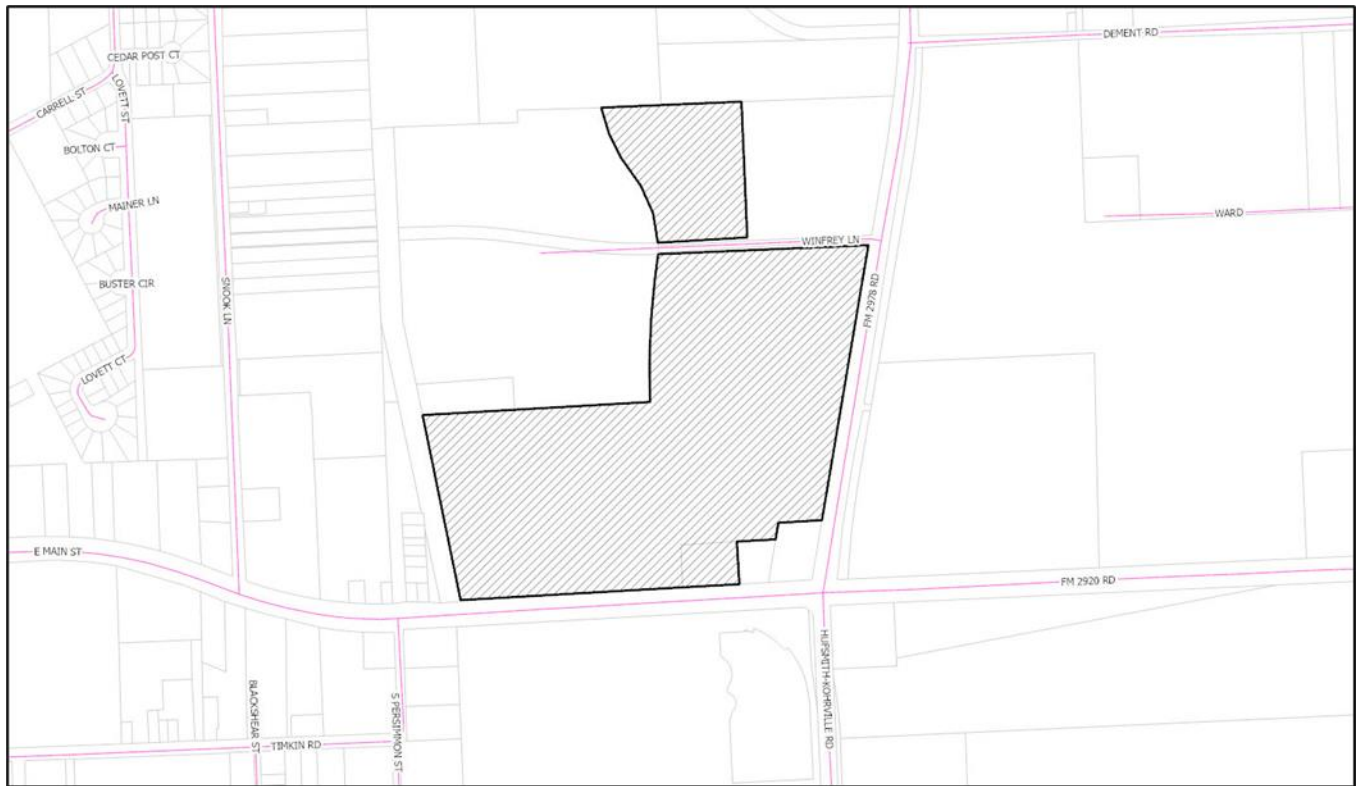 CEDAR POST CT
CARRELL ST
LOVETT ST
BOLTON CT
MAINER LN
BUSTER CIR
LOVETT CT
SNOOK LN
DEMENT RD
WARD
WINFREY LN
FM 2978 RD
E MAIN ST
FM 2920 RD
BLACKSHEAR ST
TIMKIN RD
S PERSIMMON ST
HUFSMITH-KOHRVILLE RD